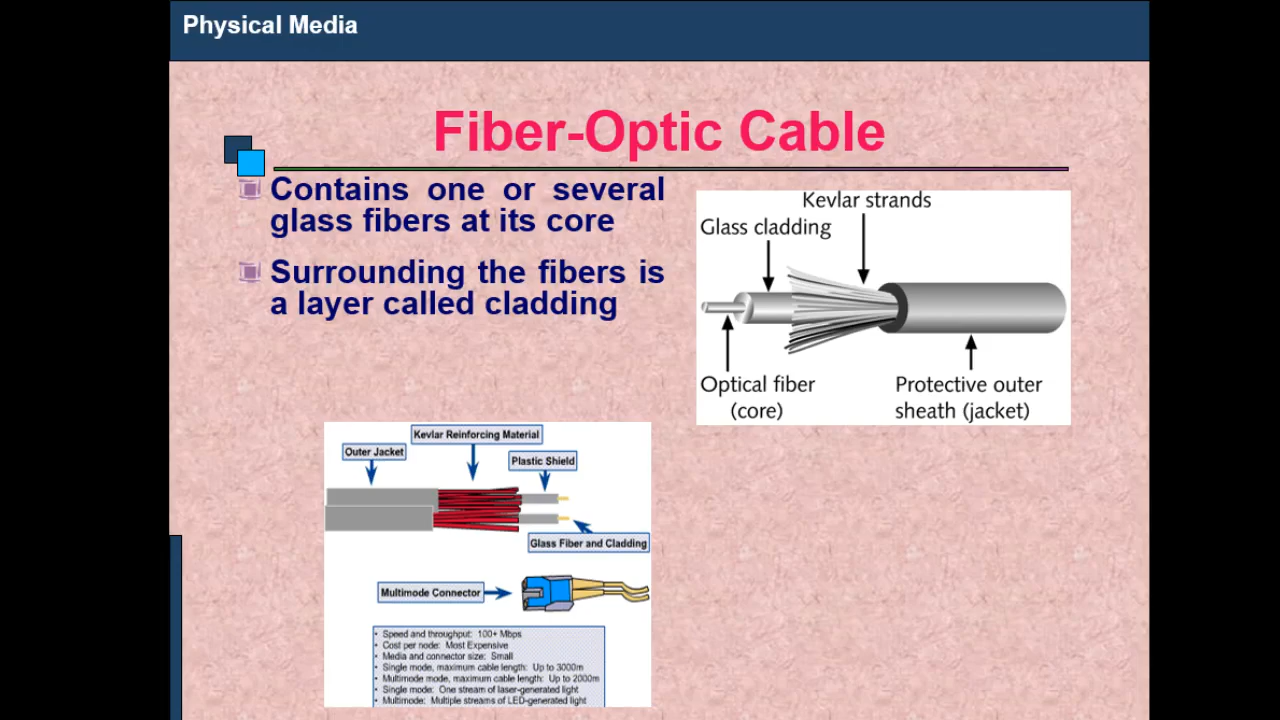 Physical Media
Fiber-Optic Cable
Contains one or several
glass fibers at its core
Surrounding the fibers is
a layer called cladding
Kevlar strands
Glass cladding
Optical fiber
(core)
Protective outer
sheath (jacket)
Kevlar Reinforcing Material
Outer Jacket
Plastic Shield
Glass Fiber and Cladding
Multimode Connector
• Speed and throughput: 100+ Mbps
• Cost per node: Most Expensive
• Media and connector size: Small
• Single mode, maximum cable length: Up to 3000m
• Multimode mode, maximum cable length: Up to 2000m
• Single mode: One stream of laser-generated light
• Multimode: Multiple streams of LED-generated light